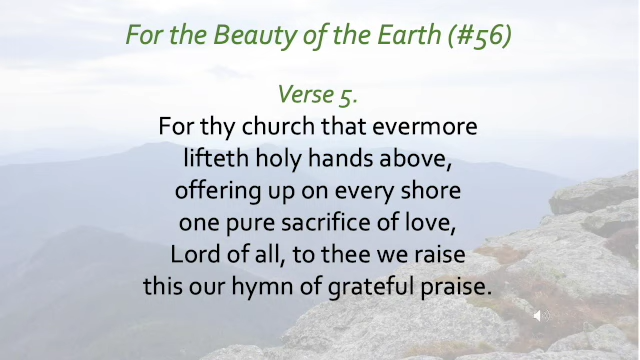 For the Beauty of the Earth (#56)
Verse 5.
For thy church that evermore
lifteth holy hands above,
offering up on every shore
one pure sacrifice of love,
Lord of all, to thee we raise
this our hymn of grateful praise.